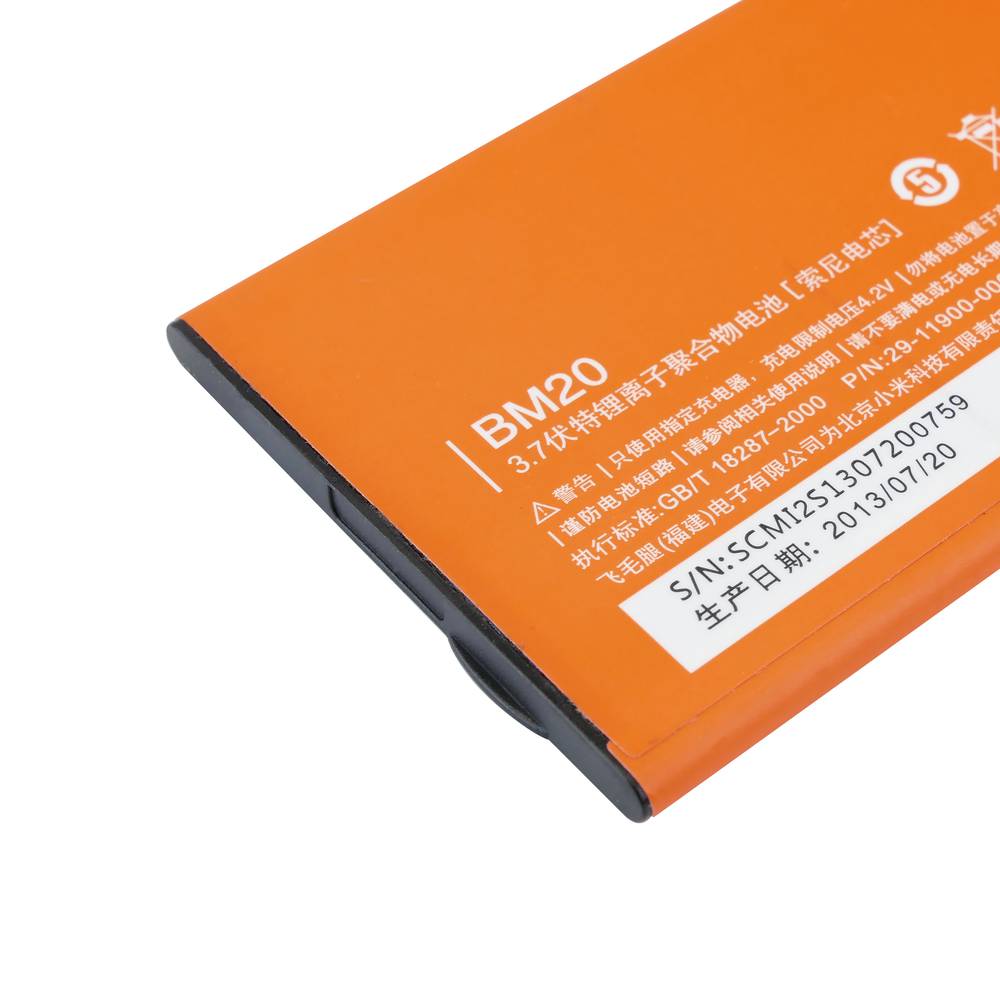 5
BM20
3.7伏特锂离子聚合物电池 [索尼电芯]
警告 | 只使用指定充电器，充电限制电压4.2V | 勿将电池置于
| 谨防电池短路 | 请参阅相关使用说明 | 请不要满电或无电长期
执行标准:GB/T 18287-2000 P/N:29-11900-00
飞毛腿(福建)电子有限公司为北京小米科技有限责
S/N:SCMI2S1307200759
生产日期: 2013/07/20